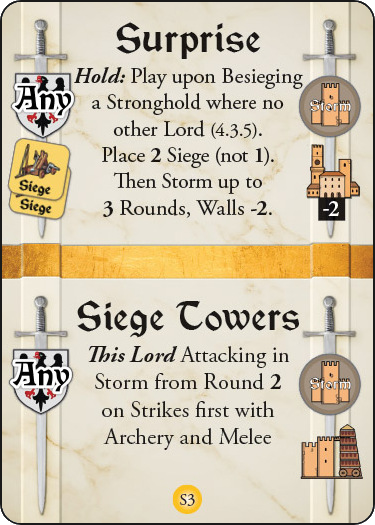 Surprise
Any
Hold: Play upon Besieging
a Stronghold where no
other Lord (4.3.5).
Place 2 Siege (not 1).
Then Storm up to
3 Rounds, Walls -2.
Storm
Siege
Siege
-2
Siege Towers
Any
This Lord Attacking in
Storm from Round 2
on Strikes first with
Archery and Melee
Storm
S3